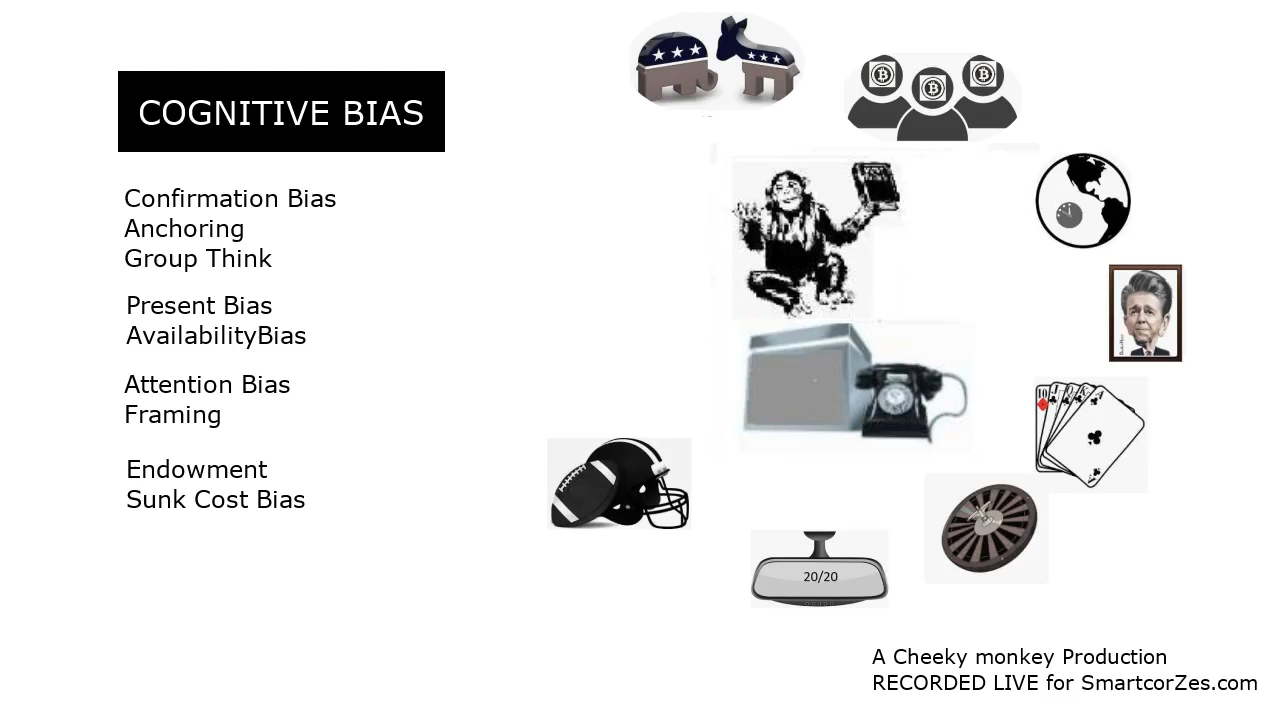 COGNITIVE BIAS
Confirmation Bias
Anchoring
Group Think
Present Bias
AvailabilityBias
Attention Bias
Framing
Endowment
Sunk Cost Bias
10 J Q K A
20/20
A Cheeky monkey Production
RECORDED LIVE for SmartcorZes.com